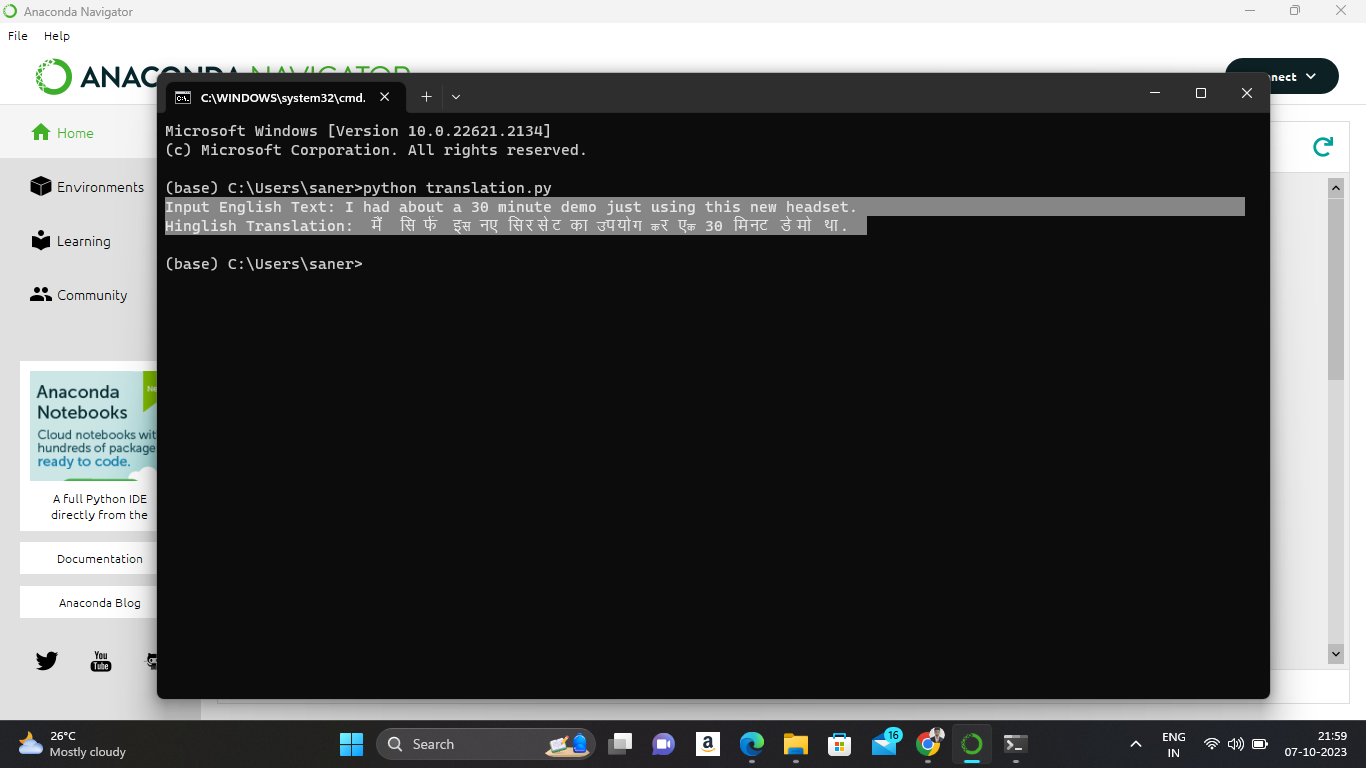 Anaconda Navigator
File Help
ANACONDA NAVIGATOR
nnect
C:\WINDOWS\system32\cmd.
Microsoft Windows [Version 10.0.22621.2134]
(c) Microsoft Corporation. All rights reserved.
(base) C:\Users\saner>python translation.py
Input English Text: I had about a 30 minute demo just using this new headset.
Hinglish Translation: मैं सिर्फ इस नए सिरसेट का उपयोग कर एक 30 मिनट डेमो था.
(base) C:\Users\saner>
Home
Environments
Learning
Community
Anaconda
Notebooks
Cloud notebooks wit
hundreds of package
ready to code.
A full Python IDE
directly from the
Documentation
Anaconda Blog
You
Tube
26°C
Mostly cloudy
Search
a
16
ENG
IN
21:59
07-10-2023